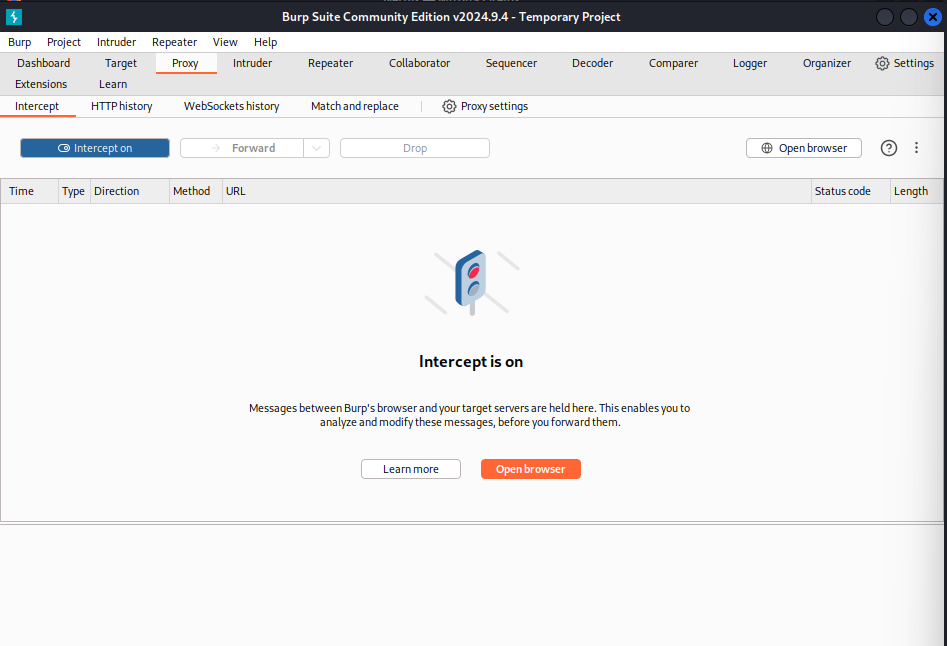 Burp Suite Community Edition v2024.9.4 - Temporary Project
Burp Project Intruder Repeater View Help
Dashboard Target Proxy Intruder Repeater Collaborator Sequencer Decoder Comparer Logger Organizer Settings
Extensions Learn
Intercept HTTP history WebSockets history Match and replace Proxy settings
Intercept on Forward Drop Open browser
Time Type Direction Method URL Status code Length
Intercept is on
Messages between Burp's browser and your target servers are held here. This enables you to
analyze and modify these messages, before you forward them.
Learn more Open browser